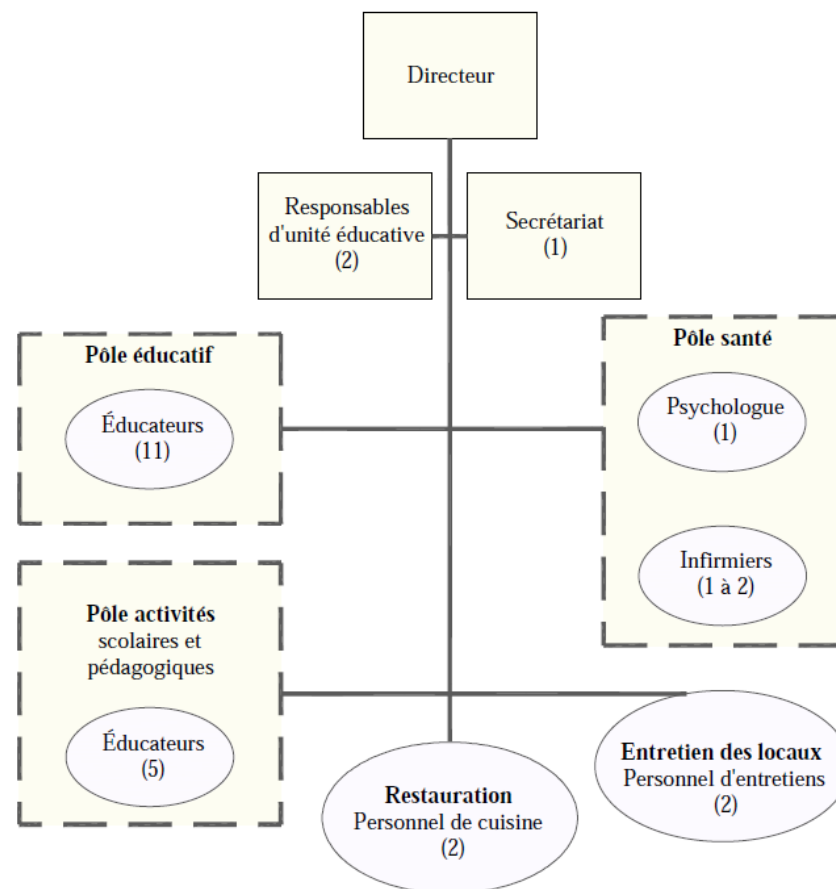 Directeur
Responsables
d'unité éducative
(2)
Secrétariat
(1)
Pôle éducatif
Éducateurs
(11)
Pôle santé
Psychologue
(1)
Infirmiers
(1 à 2)
Pôle activités
scolaires et
pédagogiques
Éducateurs
(5)
Restauration
Personnel de cuisine
(2)
Entretien des locaux
Personnel d'entretiens
(2)